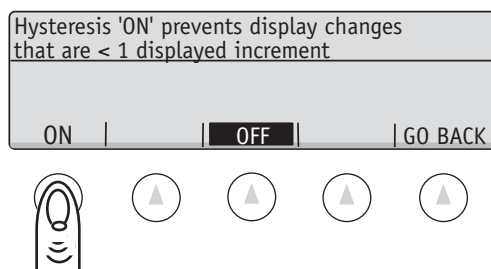 Hysteresis 'ON' prevents display changes
that are < 1 displayed increment
ON | | OFF | | GO BACK